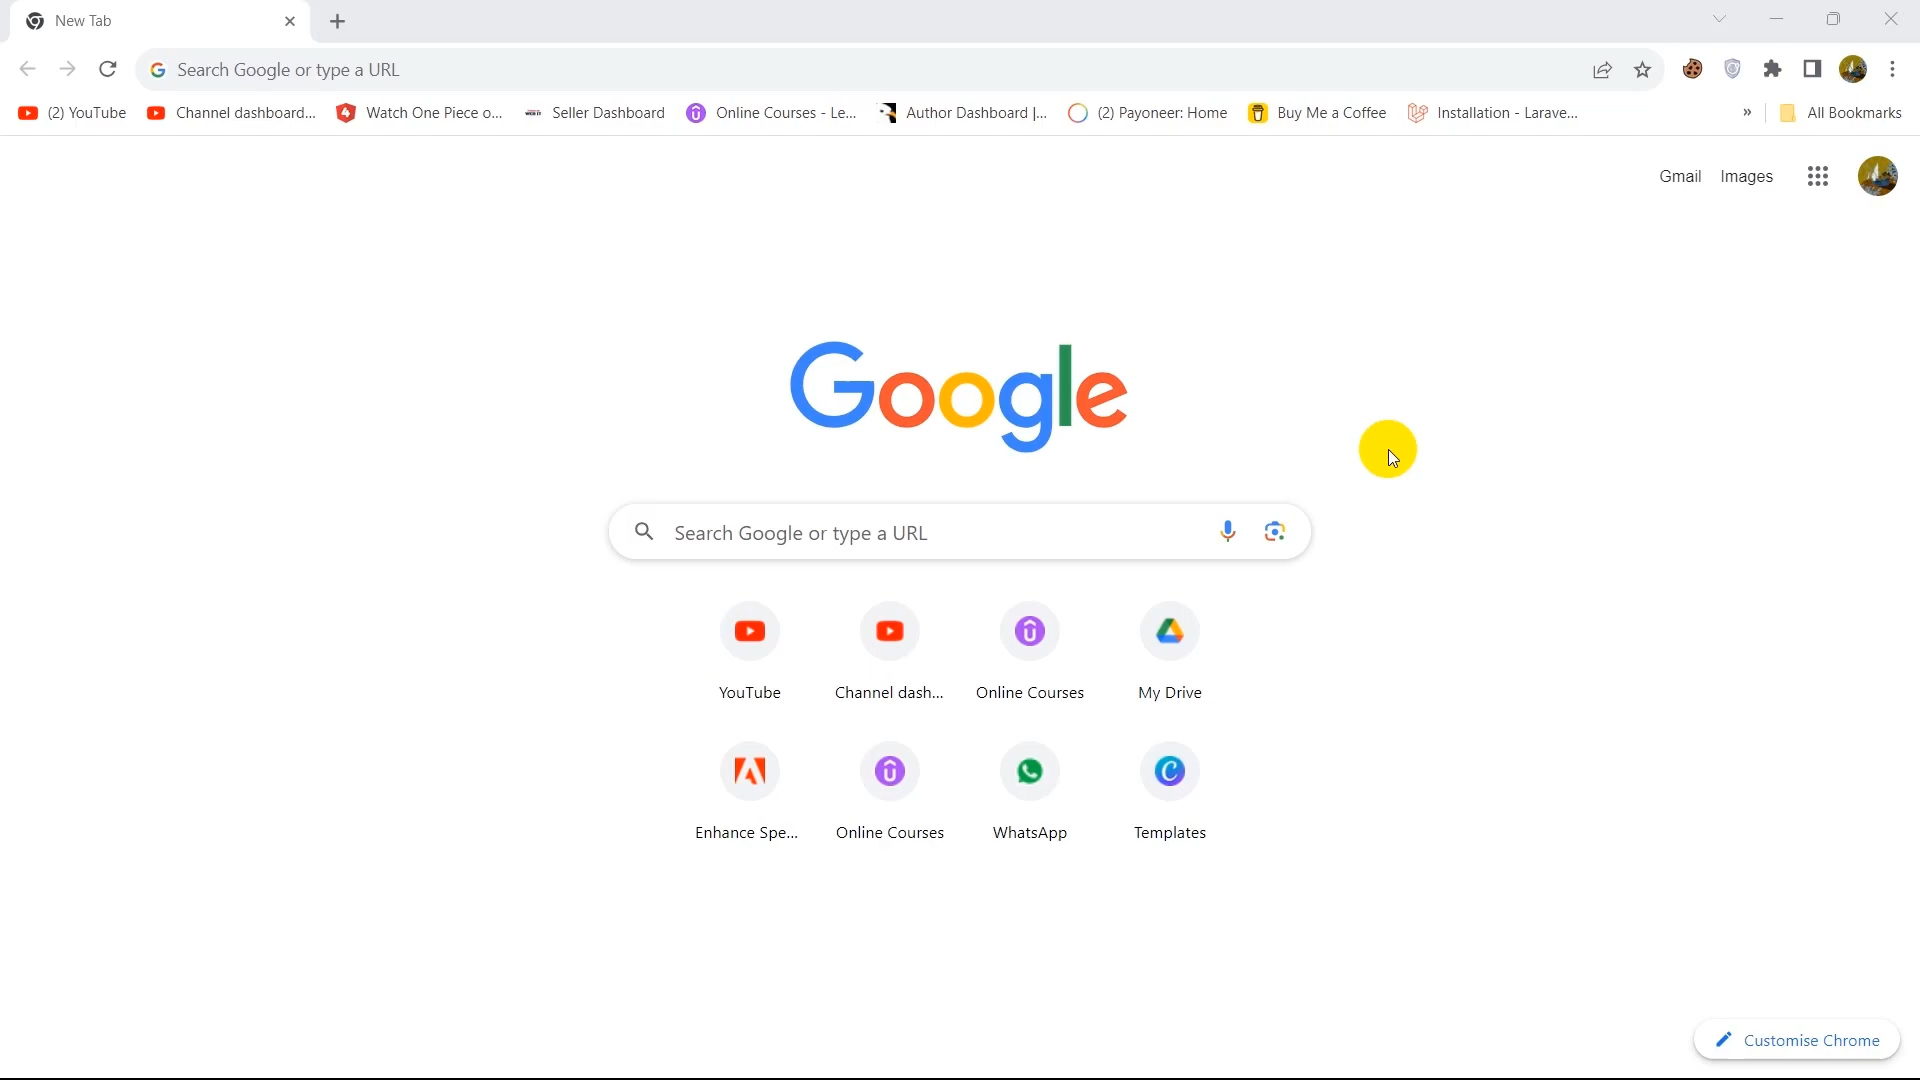 New Tab
Search Google or type a URL
(2) YouTube
Channel dashboard...
Watch One Piece o...
Seller Dashboard
Online Courses - Le...
Author Dashboard |...
(2) Payoneer: Home
Buy Me a Coffee
Installation - Larave...
»
All Bookmarks
Gmail
Images
Google
Search Google or type a URL
YouTube
Channel dash...
Online Courses
My Drive
Enhance Spe...
Online Courses
WhatsApp
Templates
Customise Chrome